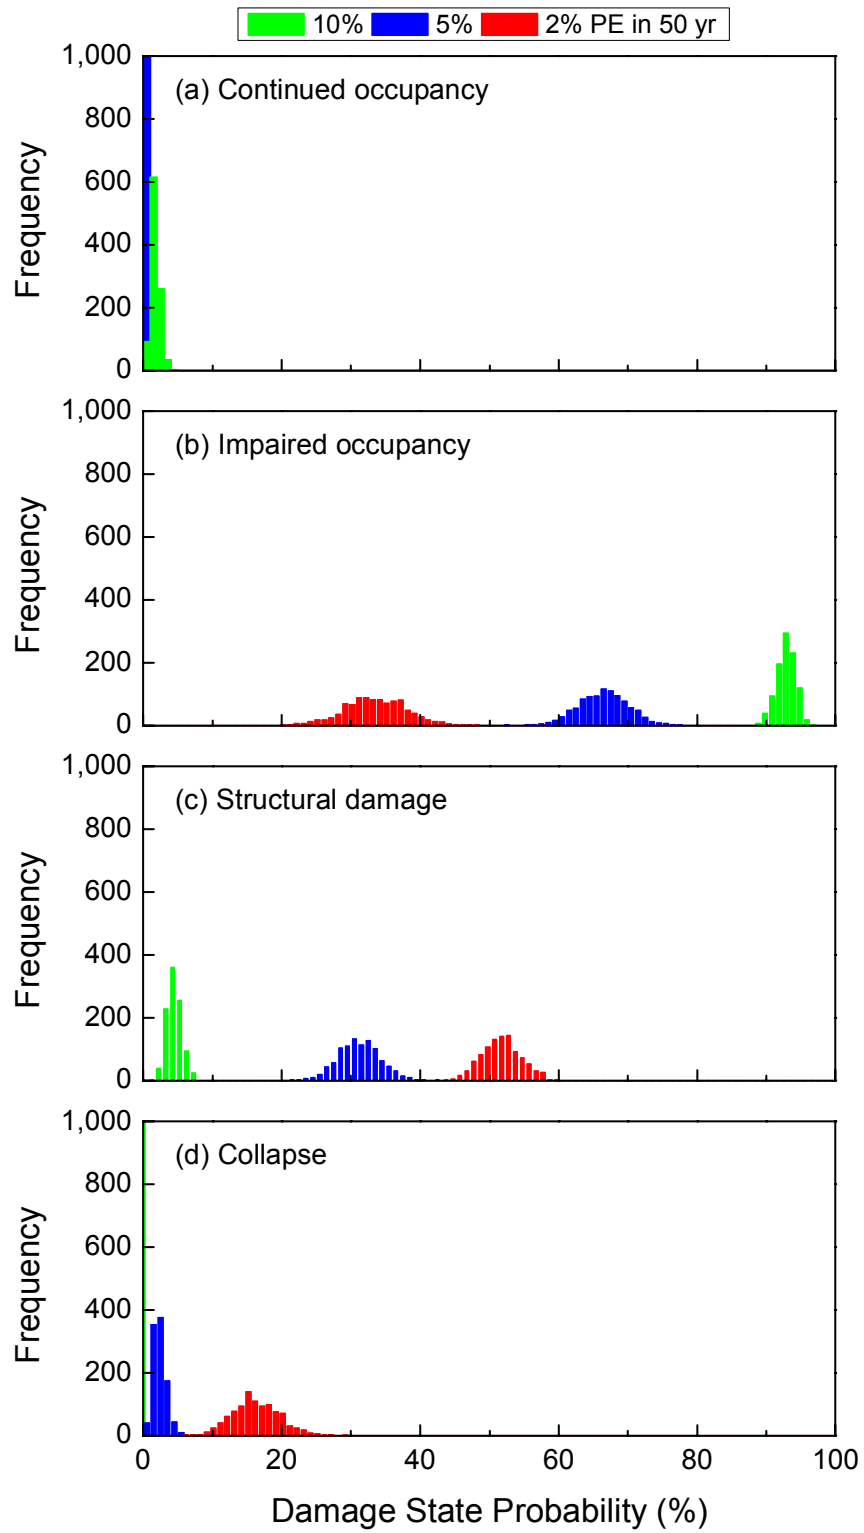 10% 5% 2% PE in 50 yr
1,000
(a) Continued occupancy
800
600
400
200
0
Frequency
1,000
(b) Impaired occupancy
800
600
400
200
0
Frequency
1,000
(c) Structural damage
800
600
400
200
0
Frequency
1,000
(d) Collapse
800
600
400
200
0
Frequency
0 20 40 60 80 100
Damage State Probability (%)